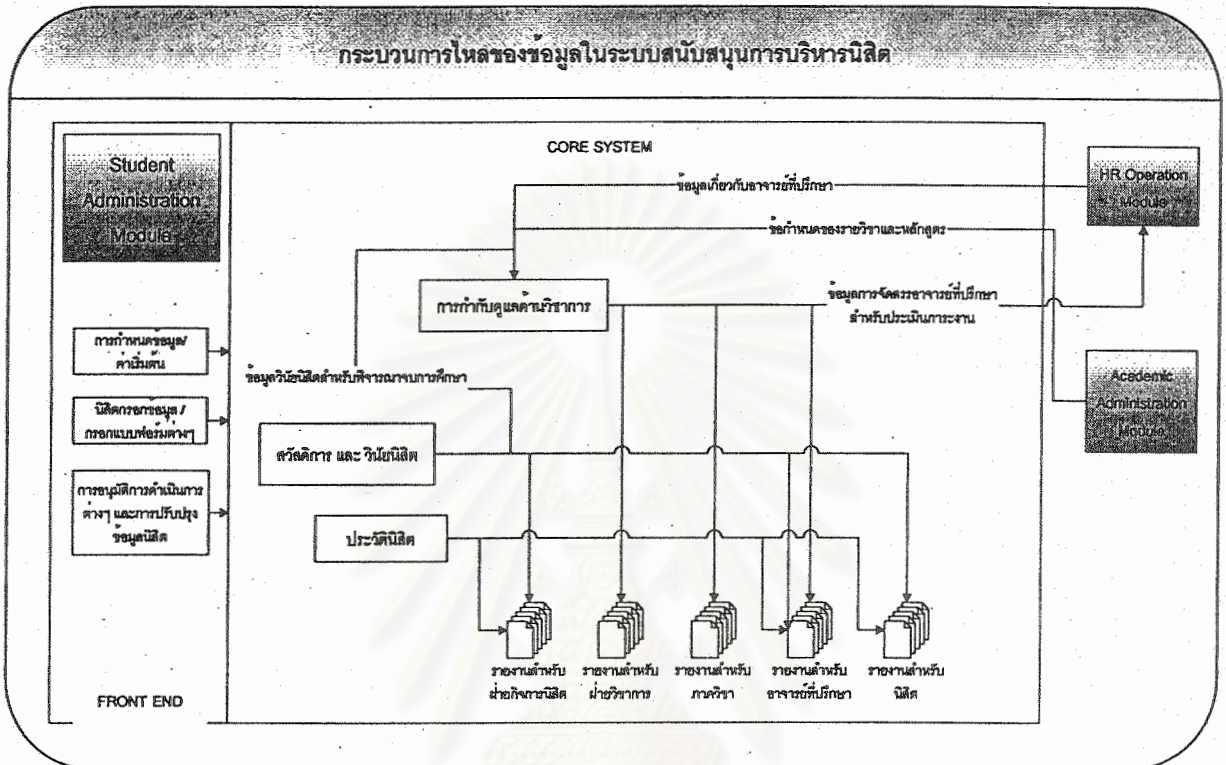 กระบวนการไหลของข้อมูลในระบบสนับสนุนการบริหารนิสิต
Student
Administration
Module
CORE SYSTEM
HR Operation
Module
ข้อมูลเกี่ยวกับอาจารย์ที่ปรึกษา
ข้อกำหนดของรายวิชาและหลักสูตร
การกำกับดูแลด้านวิชาการ
ข้อมูลการจัดสรรอาจารย์ที่ปรึกษา
สำหรับประเมินภาระงาน
การกำหนดข้อมูล/
ค่าเริ่มต้น
ข้อมูลวินัยนิสิตสำหรับพิจารณาจบการศึกษา
Academic
Administration
Module
นิสิตกรอกข้อมูล /
กรอกแบบฟอร์มต่างๆ
สวัสดิการ และ วินัยนิสิต
การอนุมัติการดำเนินการ
ต่างๆ และการปรับปรุง
ข้อมูลนิสิต
ประวัตินิสิต
รายงานสำหรับ
ฝ่ายกิจการนิสิต
รายงานสำหรับ
ฝ่ายวิชาการ
รายงานสำหรับ
ภาควิชา
รายงานสำหรับ
อาจารย์ที่ปรึกษา
รายงานสำหรับ
นิสิต
FRONT END